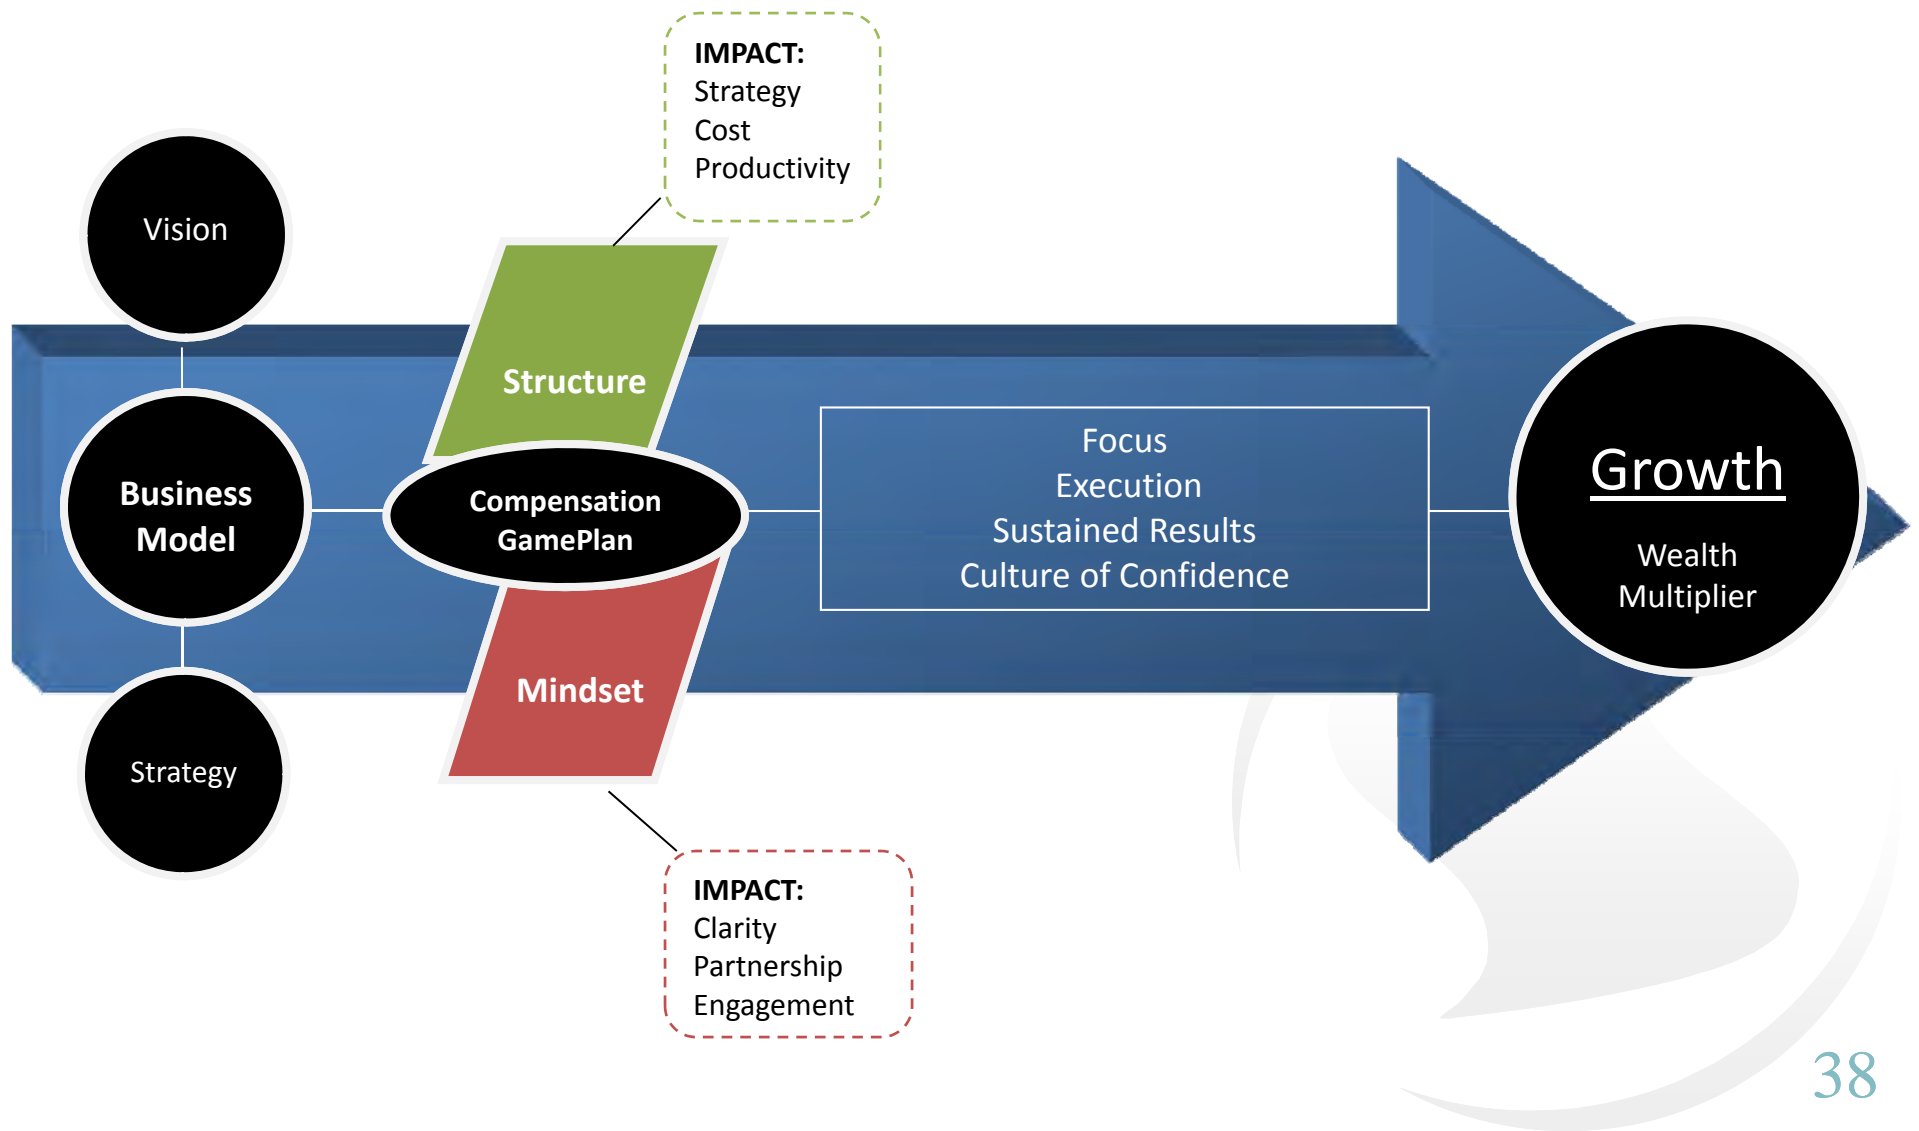 IMPACT:
Strategy
Cost
Productivity
Vision
Structure
Business
Model
Compensation
GamePlan
Focus
Execution
Sustained Results
Culture of Confidence
Growth
Wealth
Multiplier
Mindset
Strategy
IMPACT:
Clarity
Partnership
Engagement
38